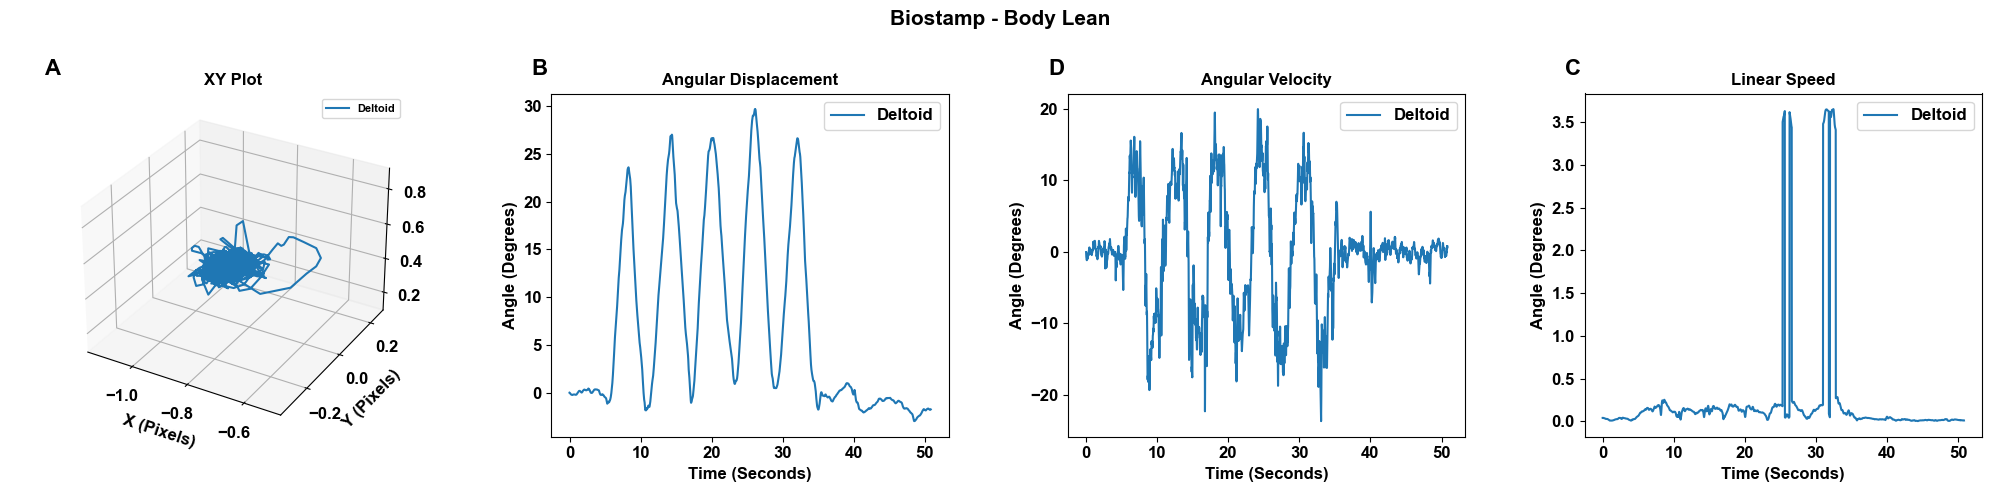 Biostamp - Body Lean
A
XY Plot
Deltoid
0.8
0.6
0.4
0.2
0.2
0.0
−0.2
Y (Pixels)
−1.0
−0.8
−0.6
X (Pixels)
B
Angular Displacement
Deltoid
30
25
20
15
10
5
0
Angle (Degrees)
0 10 20 30 40 50
Time (Seconds)
D
Angular Velocity
Deltoid
20
10
0
−10
−20
Angle (Degrees)
0 10 20 30 40 50
Time (Seconds)
C
Linear Speed
Deltoid
3.5
3.0
2.5
2.0
1.5
1.0
0.5
0.0
Angle (Degrees)
0 10 20 30 40 50
Time (Seconds)